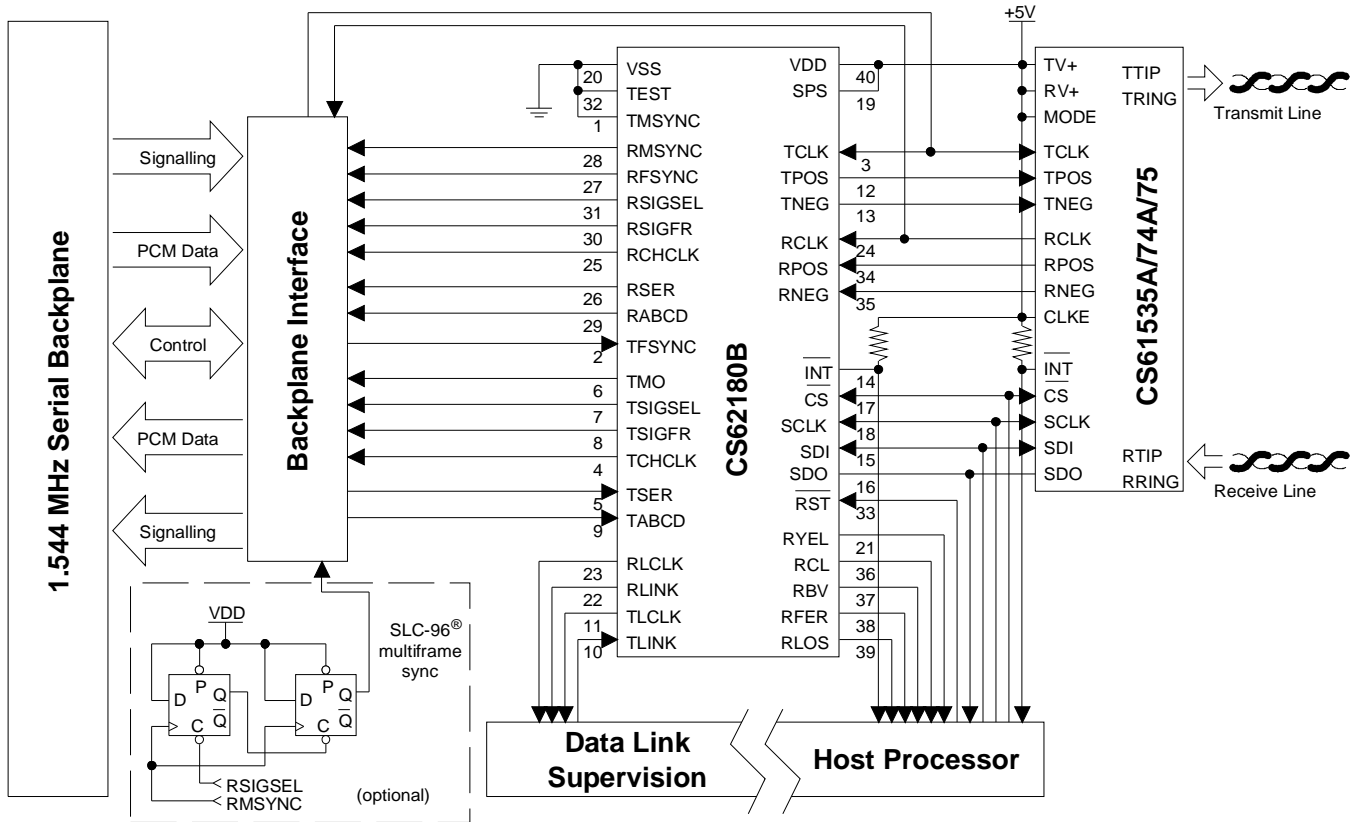 1.544 MHz Serial Backplane
Signalling
PCM Data
Control
PCM Data
Signalling
Backplane Interface
VSS
20
TEST
32
TMSYNC
1
RMSYNC
28
RFSYNC
27
RSIGSEL
31
RSIGFR
30
RCHCLK
25
RSER
26
RABCD
29
TFSYNC
2
TMO
6
TSIGSEL
7
TSIGFR
8
TCHCLK
4
TSER
5
TABCD
9
RLCLK
23
RLINK
22
TLCLK
11
TLINK
10
CS62180B
VDD
40
SPS
19
TCLK
3
TPOS
12
TNEG
13
RCLK
24
RPOS
34
RNEG
35
INT
14
CS
17
SCLK
18
SDI
15
SDO
16
RST
33
RYEL
21
RCL
36
RBV
37
RFER
38
RLOS
39
+5V
TV+
RV+
MODE
TCLK
TPOS
TNEG
RCLK
RPOS
RNEG
CLKE
INT
CS
SCLK
SDI
SDO
CS61535A/74A/75
TTIP
TRING
RTIP
RRING
Transmit Line
Receive Line
VDD
SLC-96®
multiframe
sync
P
D
Q
Q
C
P
D
Q
Q
C
RSIGSEL
RMSYNC
(optional)
Data Link
Supervision
Host Processor